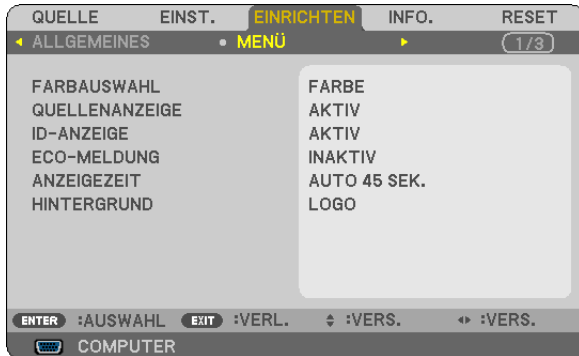 QUELLE EINST. EINRICHTEN INFO. RESET
ALLGEMEINES • MENÜ 1/3
FARBAUSWAHL FARBE
QUELLENANZEIGE AKTIV
ID-ANZEIGE AKTIV
ECO-MELDUNG INAKTIV
ANZEIGEZEIT AUTO 45 SEK.
HINTERGRUND LOGO
ENTER :AUSWAHL EXIT :VERL. :VERS. :VERS.
COMPUTER